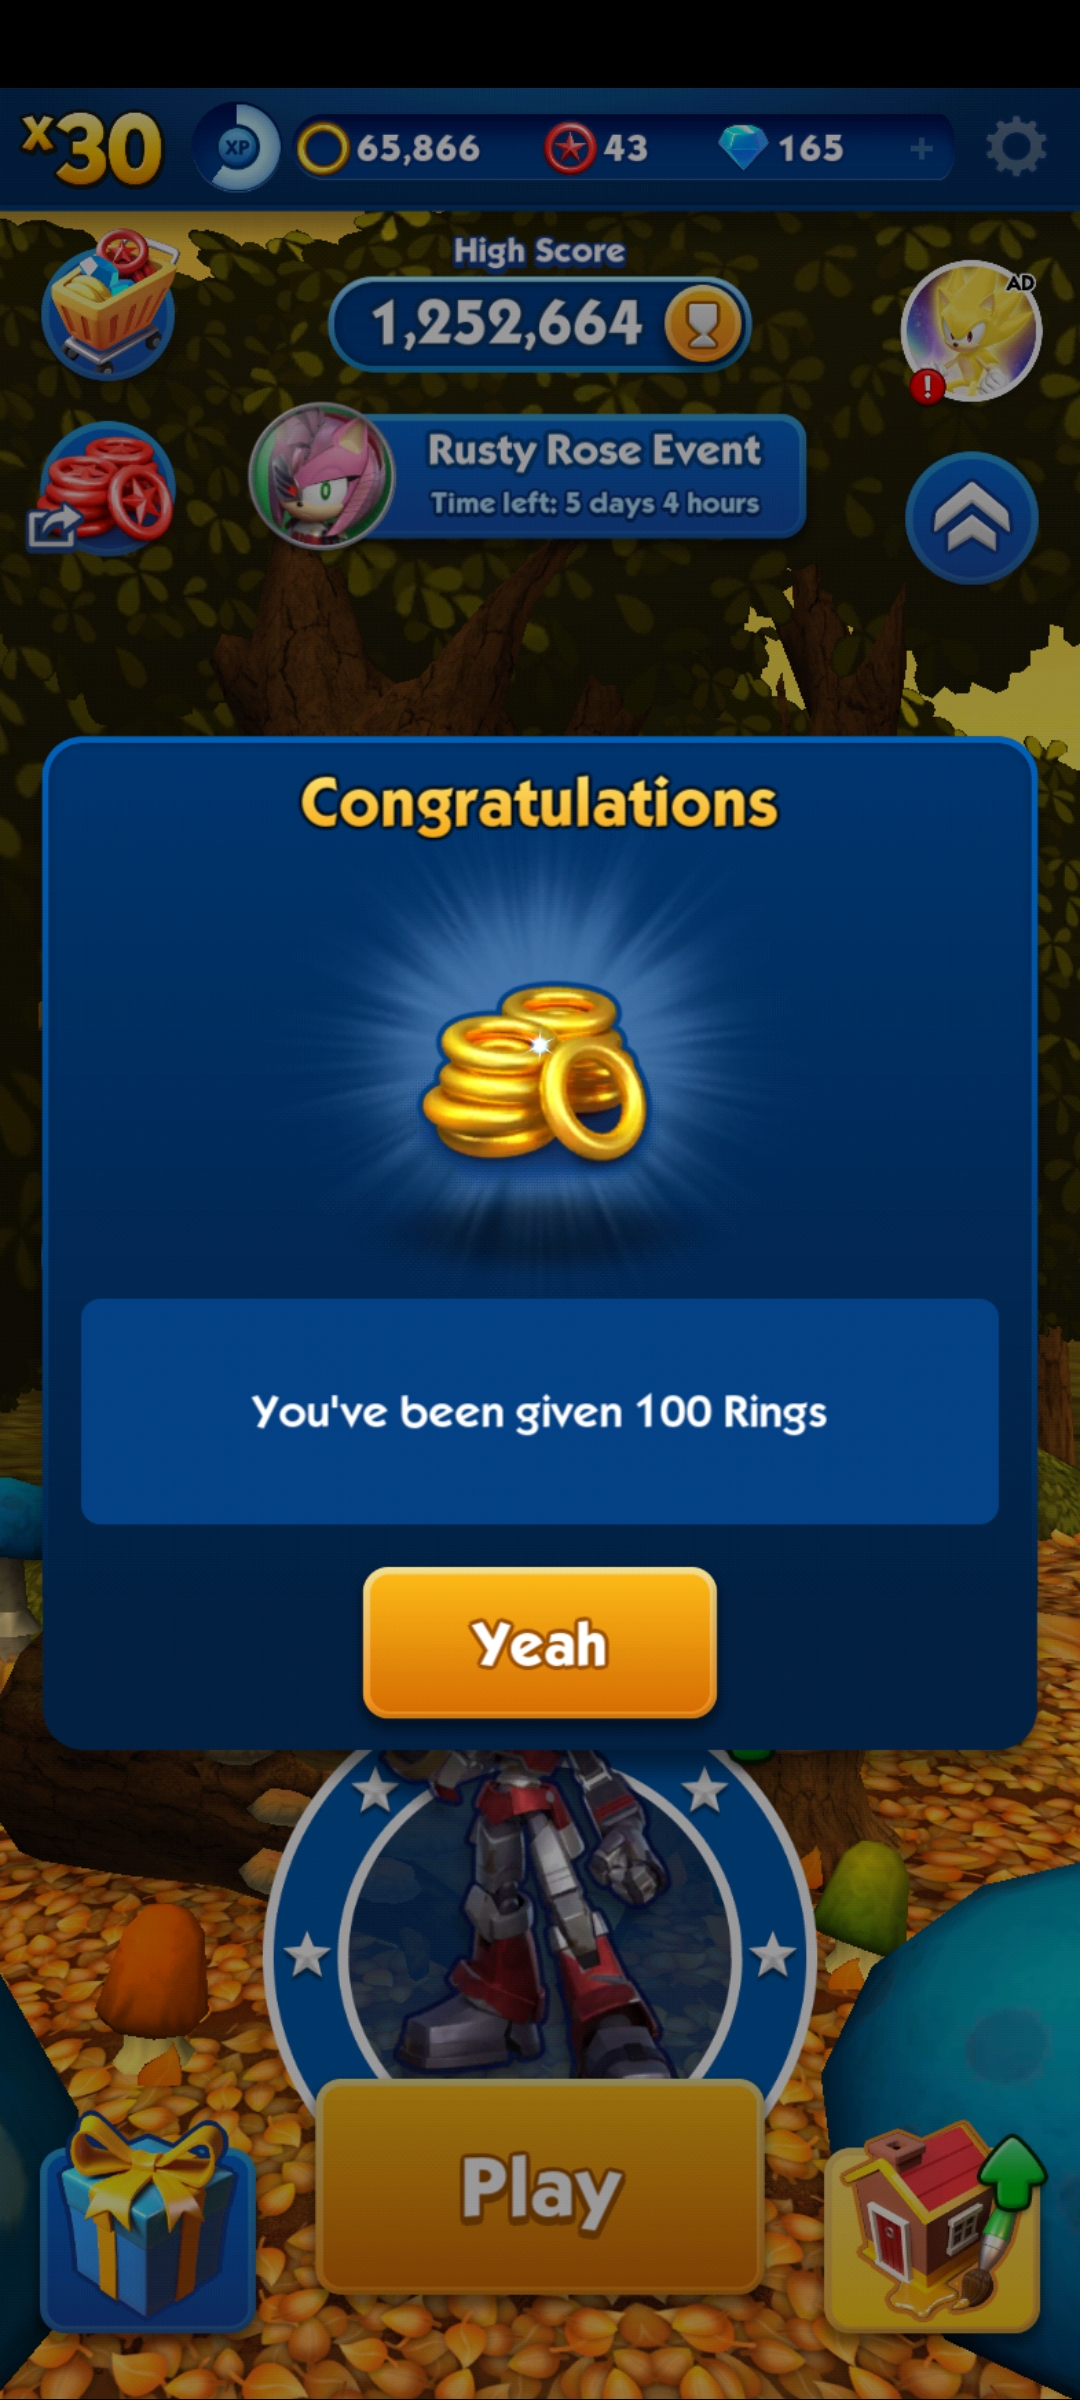 x30
XP
65,866
43
165
+
High Score
1,252,664
AD
!
Rusty Rose Event
Time left: 5 days 4 hours
Congratulations
You've been given 100 Rings
Yeah
Play